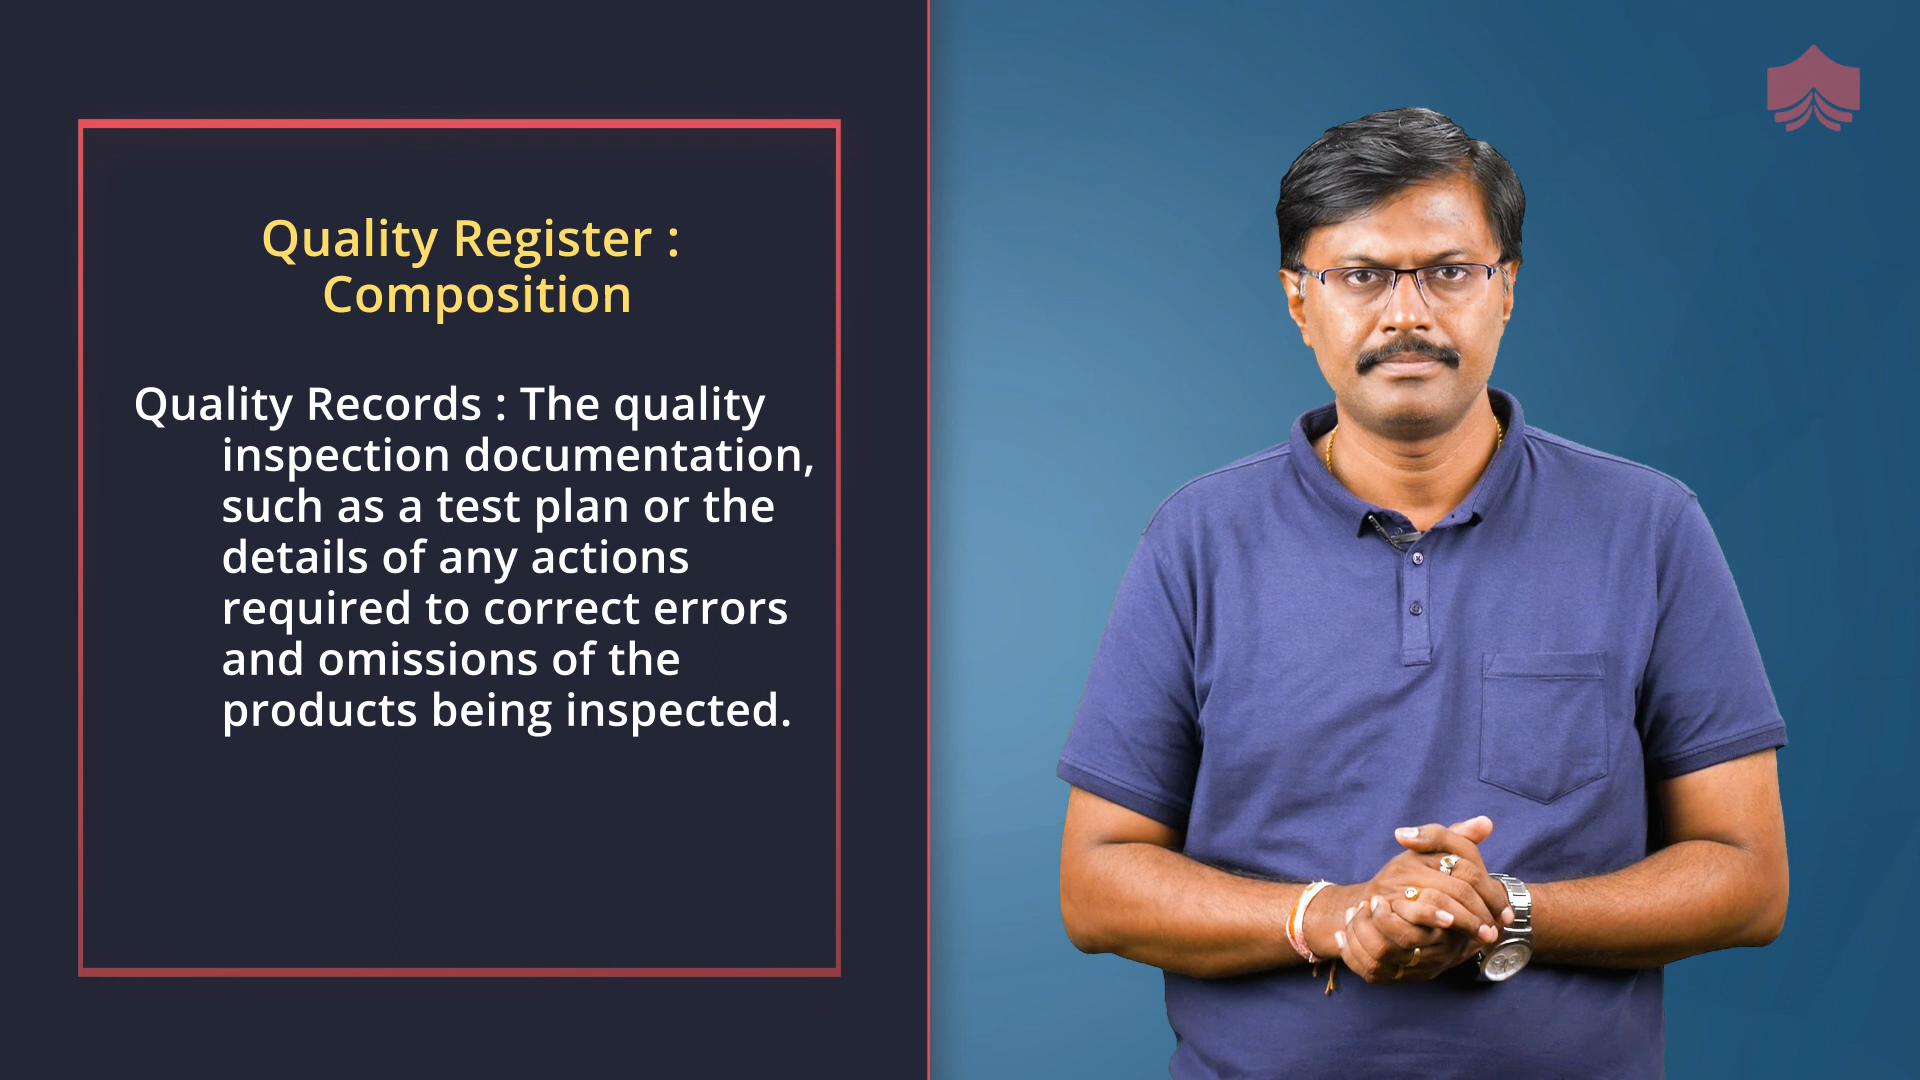 Quality Register :
Composition
Quality Records : The quality
inspection documentation,
such as a test plan or the
details of any actions
required to correct errors
and omissions of the
products being inspected.